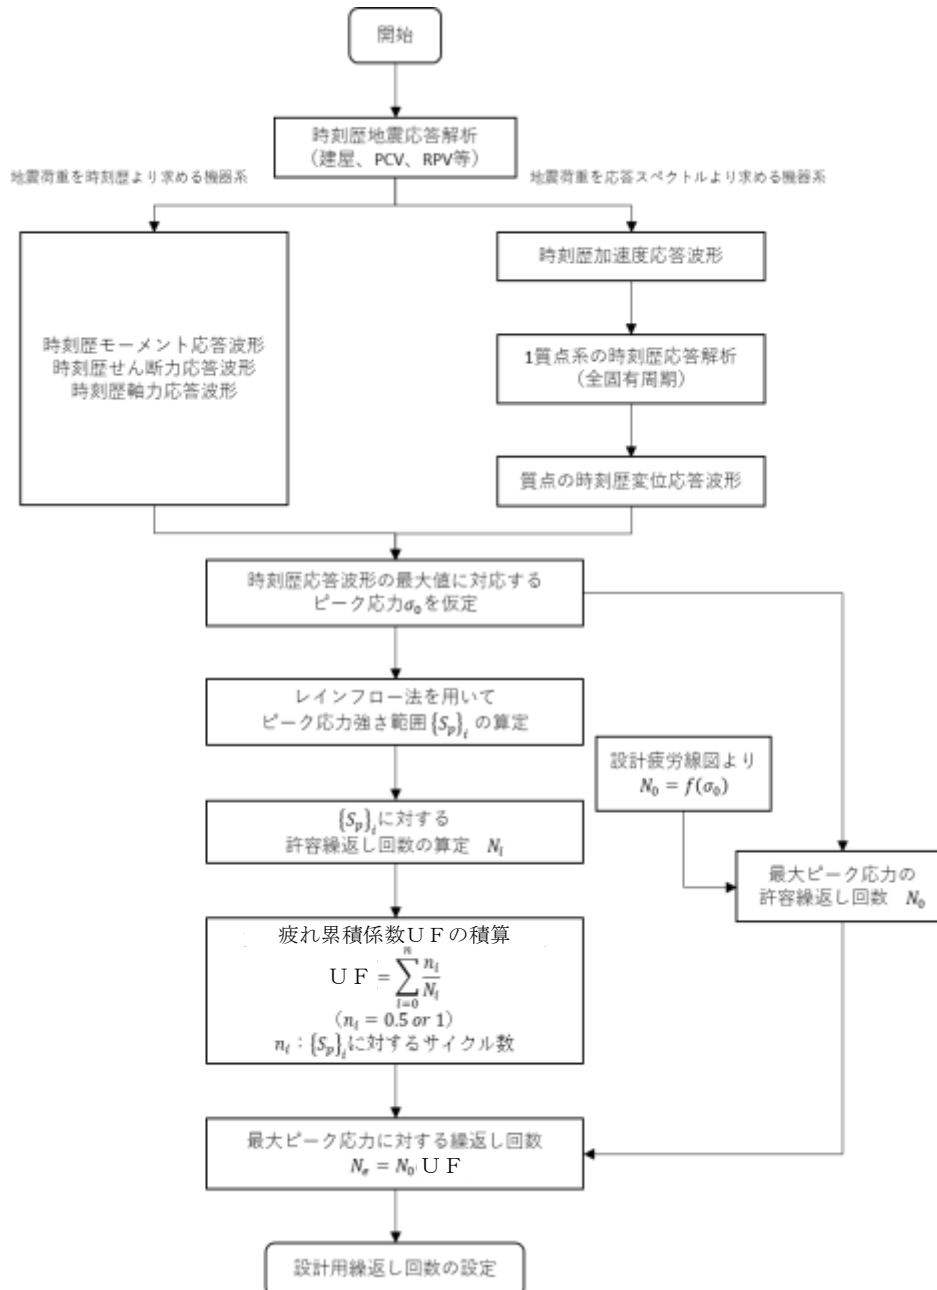 開始
時刻歴地震応答解析
(建屋、PCV、RPV等)
地震荷重を時刻歴より求める機器系
地震荷重を応答スペクトルより求める機器系
時刻歴モーメント応答波形
時刻歴せん断力応答波形
時刻歴軸力応答波形
時刻歴加速度応答波形
1質点系の時刻歴応答解析
(全固有周期)
質点の時刻歴変位応答波形
時刻歴応答波形の最大値に対応する
ピーク応力σ₀を仮定
レインフロー法を用いて
ピーク応力強さ範囲{Sₚ}ᵢ の算定
設計疲労線図より
N₀ = f(σ₀)
{Sₚ}ᵢに対する
許容繰返し回数の算定 Nᵢ
最大ピーク応力の
許容繰返し回数 N₀
疲れ累積係数UFの積算
UF = ∑ⁿᵢ₌₀ nᵢ/Nᵢ
(nᵢ = 0.5 or 1)
nᵢ:{Sₚ}ᵢに対するサイクル数
最大ピーク応力に対する繰返し回数
Nₑ = N₀ UF
設計用繰返し回数の設定